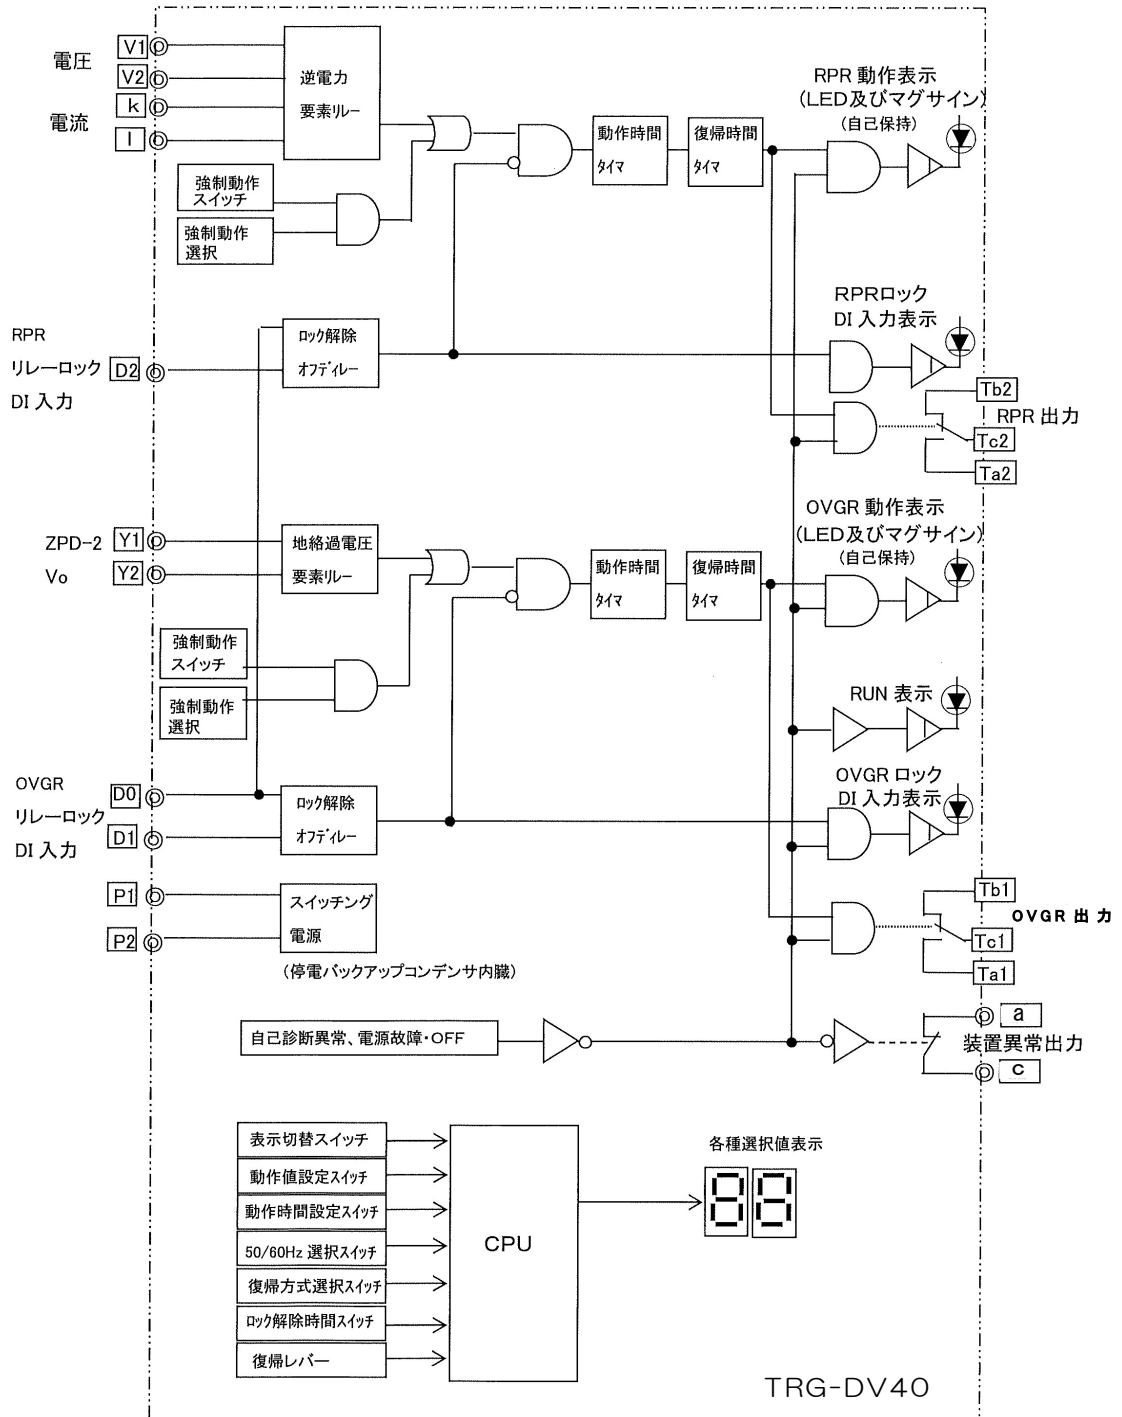 電圧
V1
V2
電流
k
l
逆電力
要素リレー
強制動作
スイッチ
強制動作
選択
動作時間
タイマ
復帰時間
タイマ
RPR 動作表示
(LED及びマグサイン)
(自己保持)
RPR
リレーロック
DI 入力
D2
ロック解除
オフディレー
RPRロック
DI 入力表示
Tb2
RPR 出力
Tc2
Ta2
ZPD-2
Vo
Y1
Y2
地絡過電圧
要素リレー
強制動作
スイッチ
強制動作
選択
動作時間
タイマ
復帰時間
タイマ
OVGR 動作表示
(LED及びマグサイン)
(自己保持)
RUN 表示
OVGR
リレーロック
DI 入力
D0
D1
ロック解除
オフディレー
OVGR ロック
DI 入力表示
P1
P2
スイッチング
電源
(停電バックアップコンデンサ内臓)
Tb1
OVGR 出力
Tc1
Ta1
自己診断異常、電源故障・OFF
a
装置異常出力
c
表示切替スイッチ
動作値設定スイッチ
動作時間設定スイッチ
50/60Hz 選択スイッチ
復帰方式選択スイッチ
ロック解除時間スイッチ
復帰レバー
CPU
各種選択値表示
88
TRG-DV40